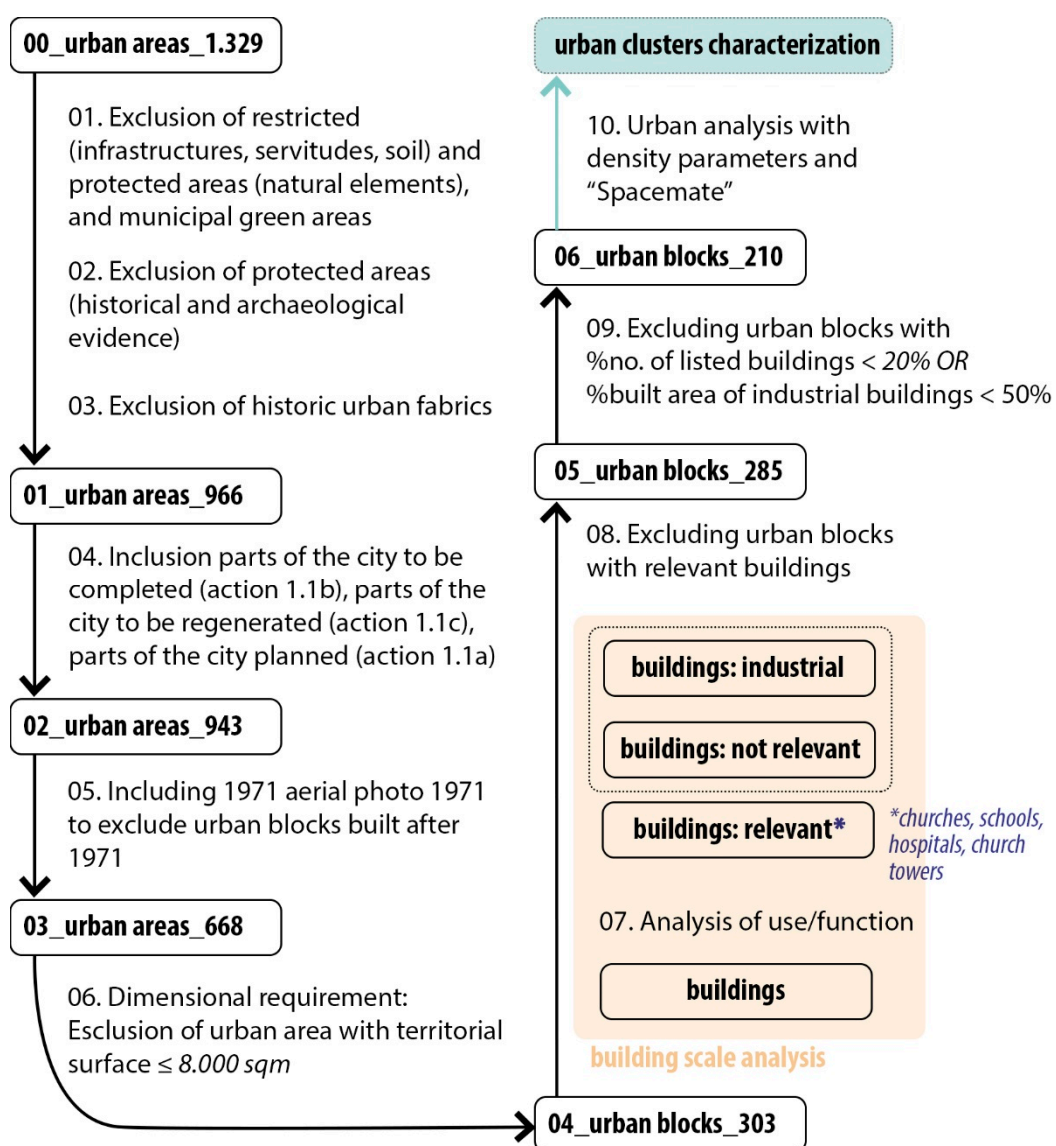 00_urban areas_1.329
01. Exclusion of restricted
(infrastructures, servitudes, soil) and
protected areas (natural elements),
and municipal green areas
02. Exclusion of protected areas
(historical and archaeological
evidence)
03. Exclusion of historic urban fabrics
01_urban areas_966
04. Inclusion parts of the city to be
completed (action 1.1b), parts of the
city to be regenerated (action 1.1c),
parts of the city planned (action 1.1a)
02_urban areas_943
05. Including 1971 aerial photo 1971
to exclude urban blocks built after
1971
03_urban areas_668
06. Dimensional requirement:
Esclusion of urban area with territorial
surface ≤ 8.000 sqm
04_urban blocks_303
building scale analysis
buildings
07. Analysis of use/function
buildings: relevant*
*churches, schools,
hospitals, church
towers
buildings: not relevant
buildings: industrial
08. Excluding urban blocks
with relevant buildings
05_urban blocks_285
09. Excluding urban blocks with
%no. of listed buildings < 20% OR
%built area of industrial buildings < 50%
06_urban blocks_210
10. Urban analysis with
density parameters and
“Spacemate”
urban clusters characterization